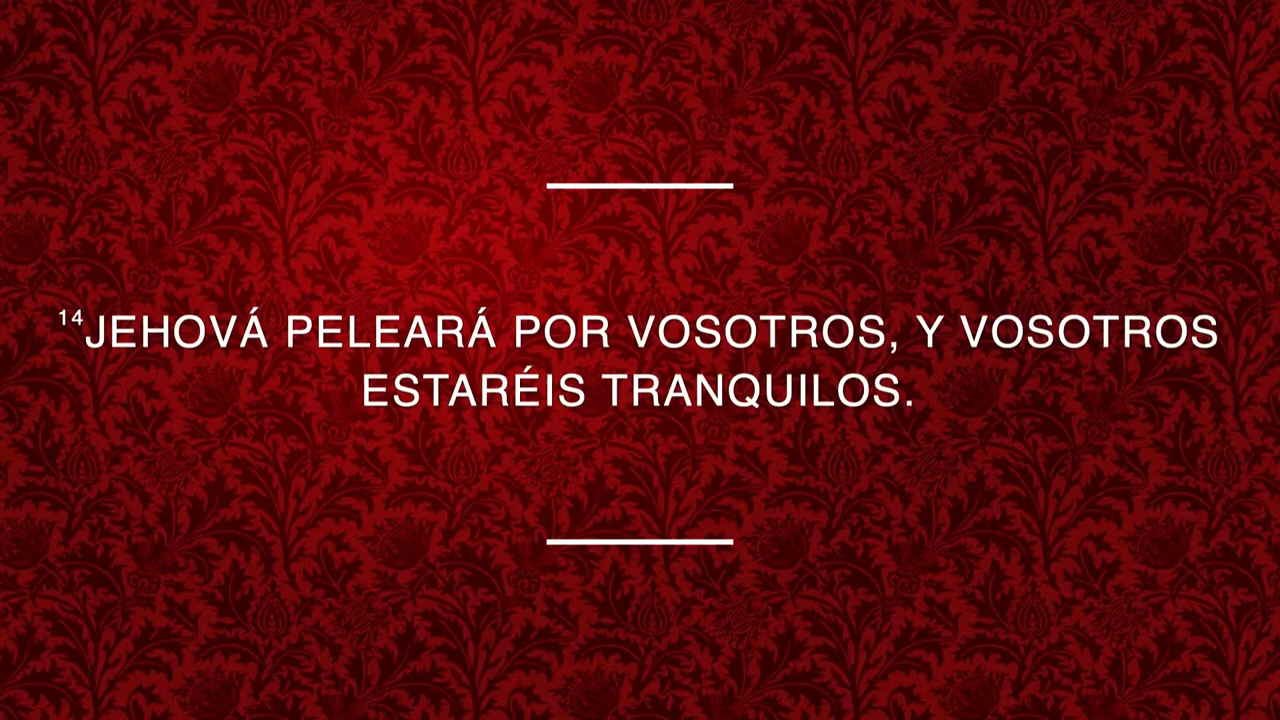 14JEHOVÁ PELEARÁ POR VOSOTROS, Y VOSOTROS
ESTARÉIS TRANQUILOS.